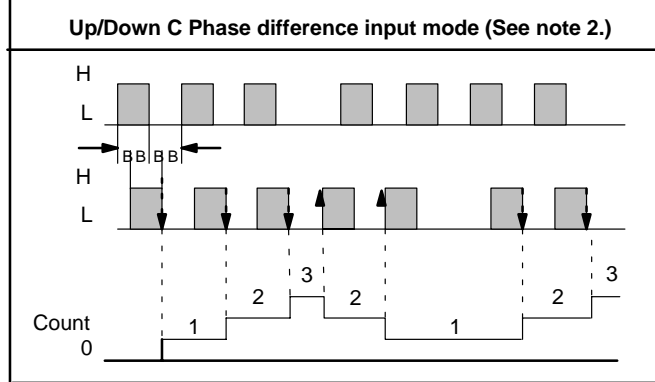 Up/Down C Phase difference input mode (See note 2.)
H
L
B B B B
H
L
3 3
2 2 2
Count 1 1
0